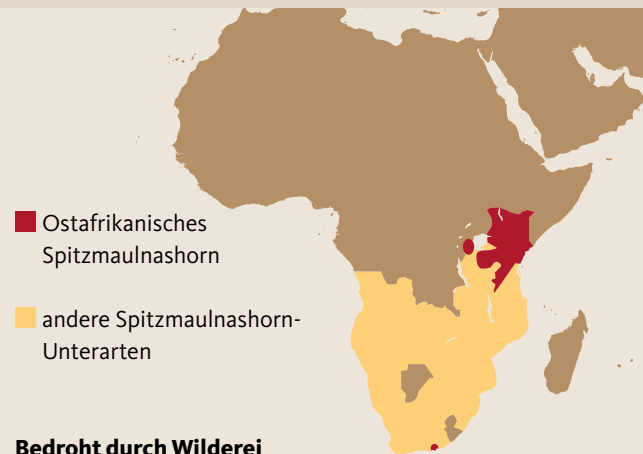 Ostafrikanisches
Spitzmaulnashorn
andere Spitzmaulnashorn-
Unterarten
Bedroht durch Wilderei